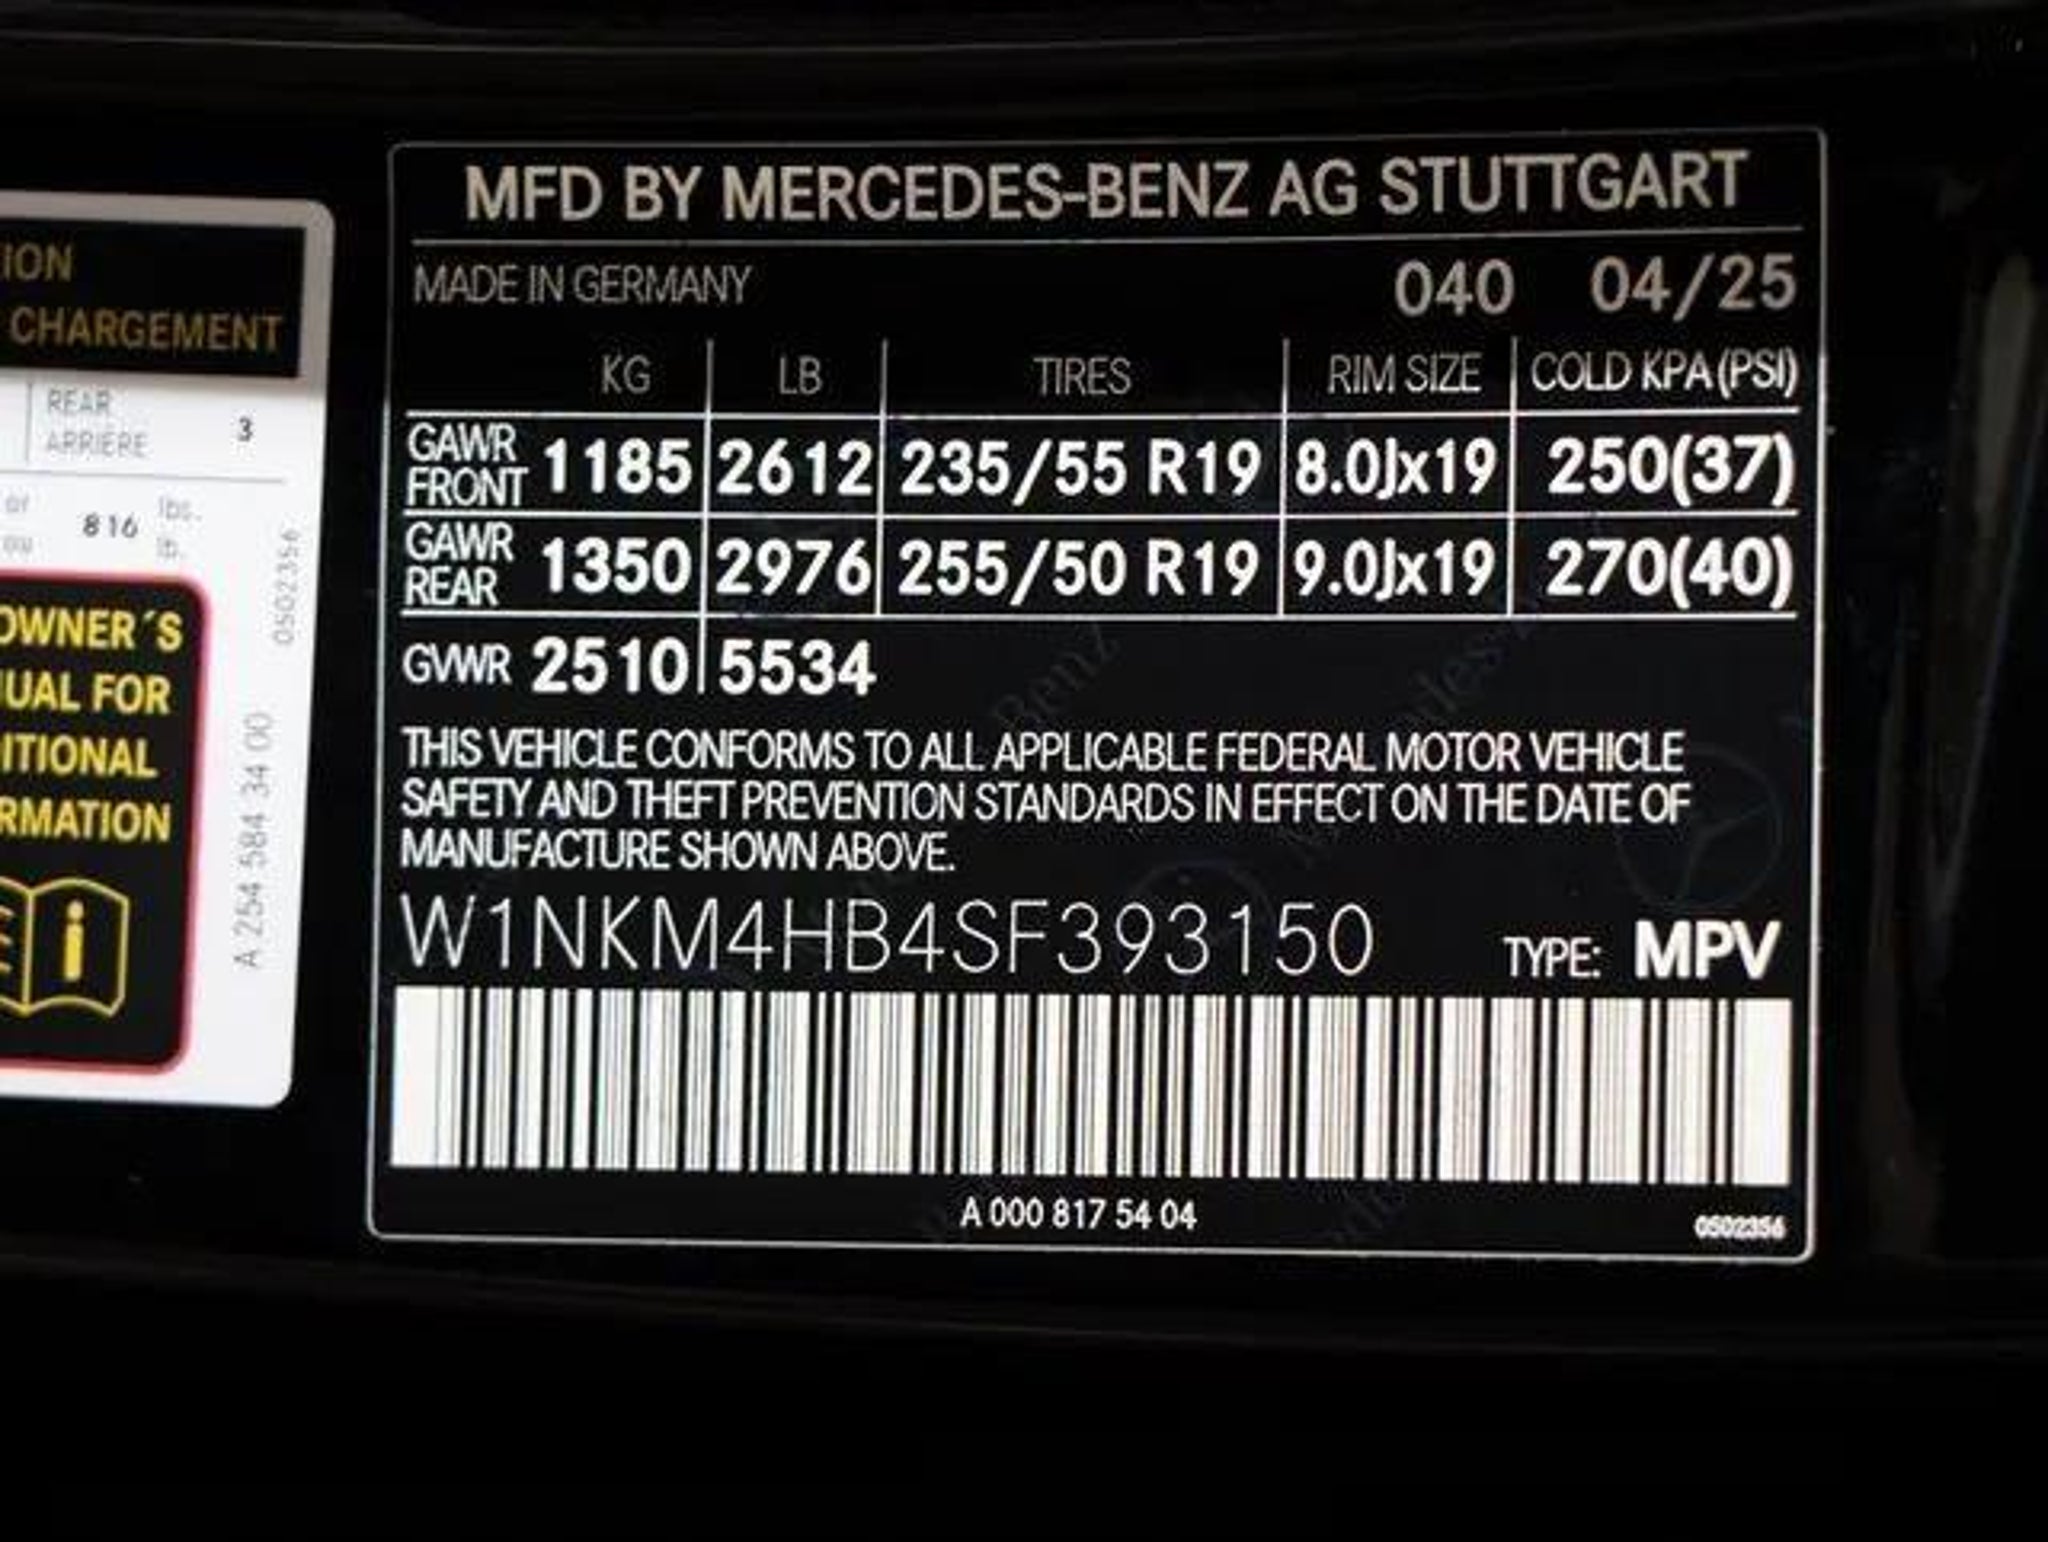 ION
CHARGEMENT
REAR
ARRIÈRE 3
or 816 lbs.
ou lb.
0502356
OWNER´S
UAL FOR
ITIONAL
RMATION
i
A 254 584 34 00
MFD BY MERCEDES-BENZ AG STUTTGART
MADE IN GERMANY 040 04/25
KG LB TIRES RIM SIZE COLD KPA(PSI)
GAWR FRONT 1185 2612 235/55 R19 8.0Jx19 250(37)
GAWR REAR 1350 2976 255/50 R19 9.0Jx19 270(40)
GVWR 2510 5534
THIS VEHICLE CONFORMS TO ALL APPLICABLE FEDERAL MOTOR VEHICLE
SAFETY AND THEFT PREVENTION STANDARDS IN EFFECT ON THE DATE OF
MANUFACTURE SHOWN ABOVE.
W1NKM4HB4SF393150 TYPE: MPV
A 000 817 54 04 0502356